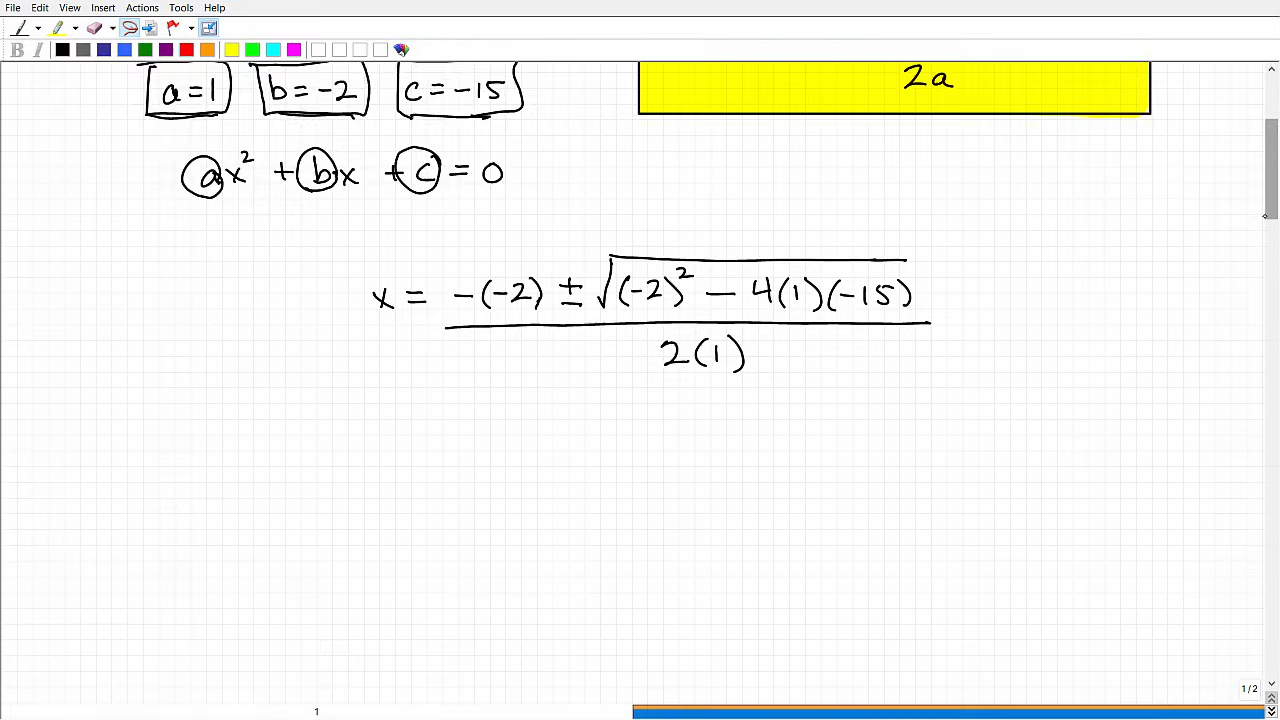 File Edit View Insert Actions Tools Help
B I
a=1 b=-2 c=-15
2a
ax² + bx + c = 0
x = -(-2) ± √(-2)² - 4(1)(-15)
2(1)
1/2
1